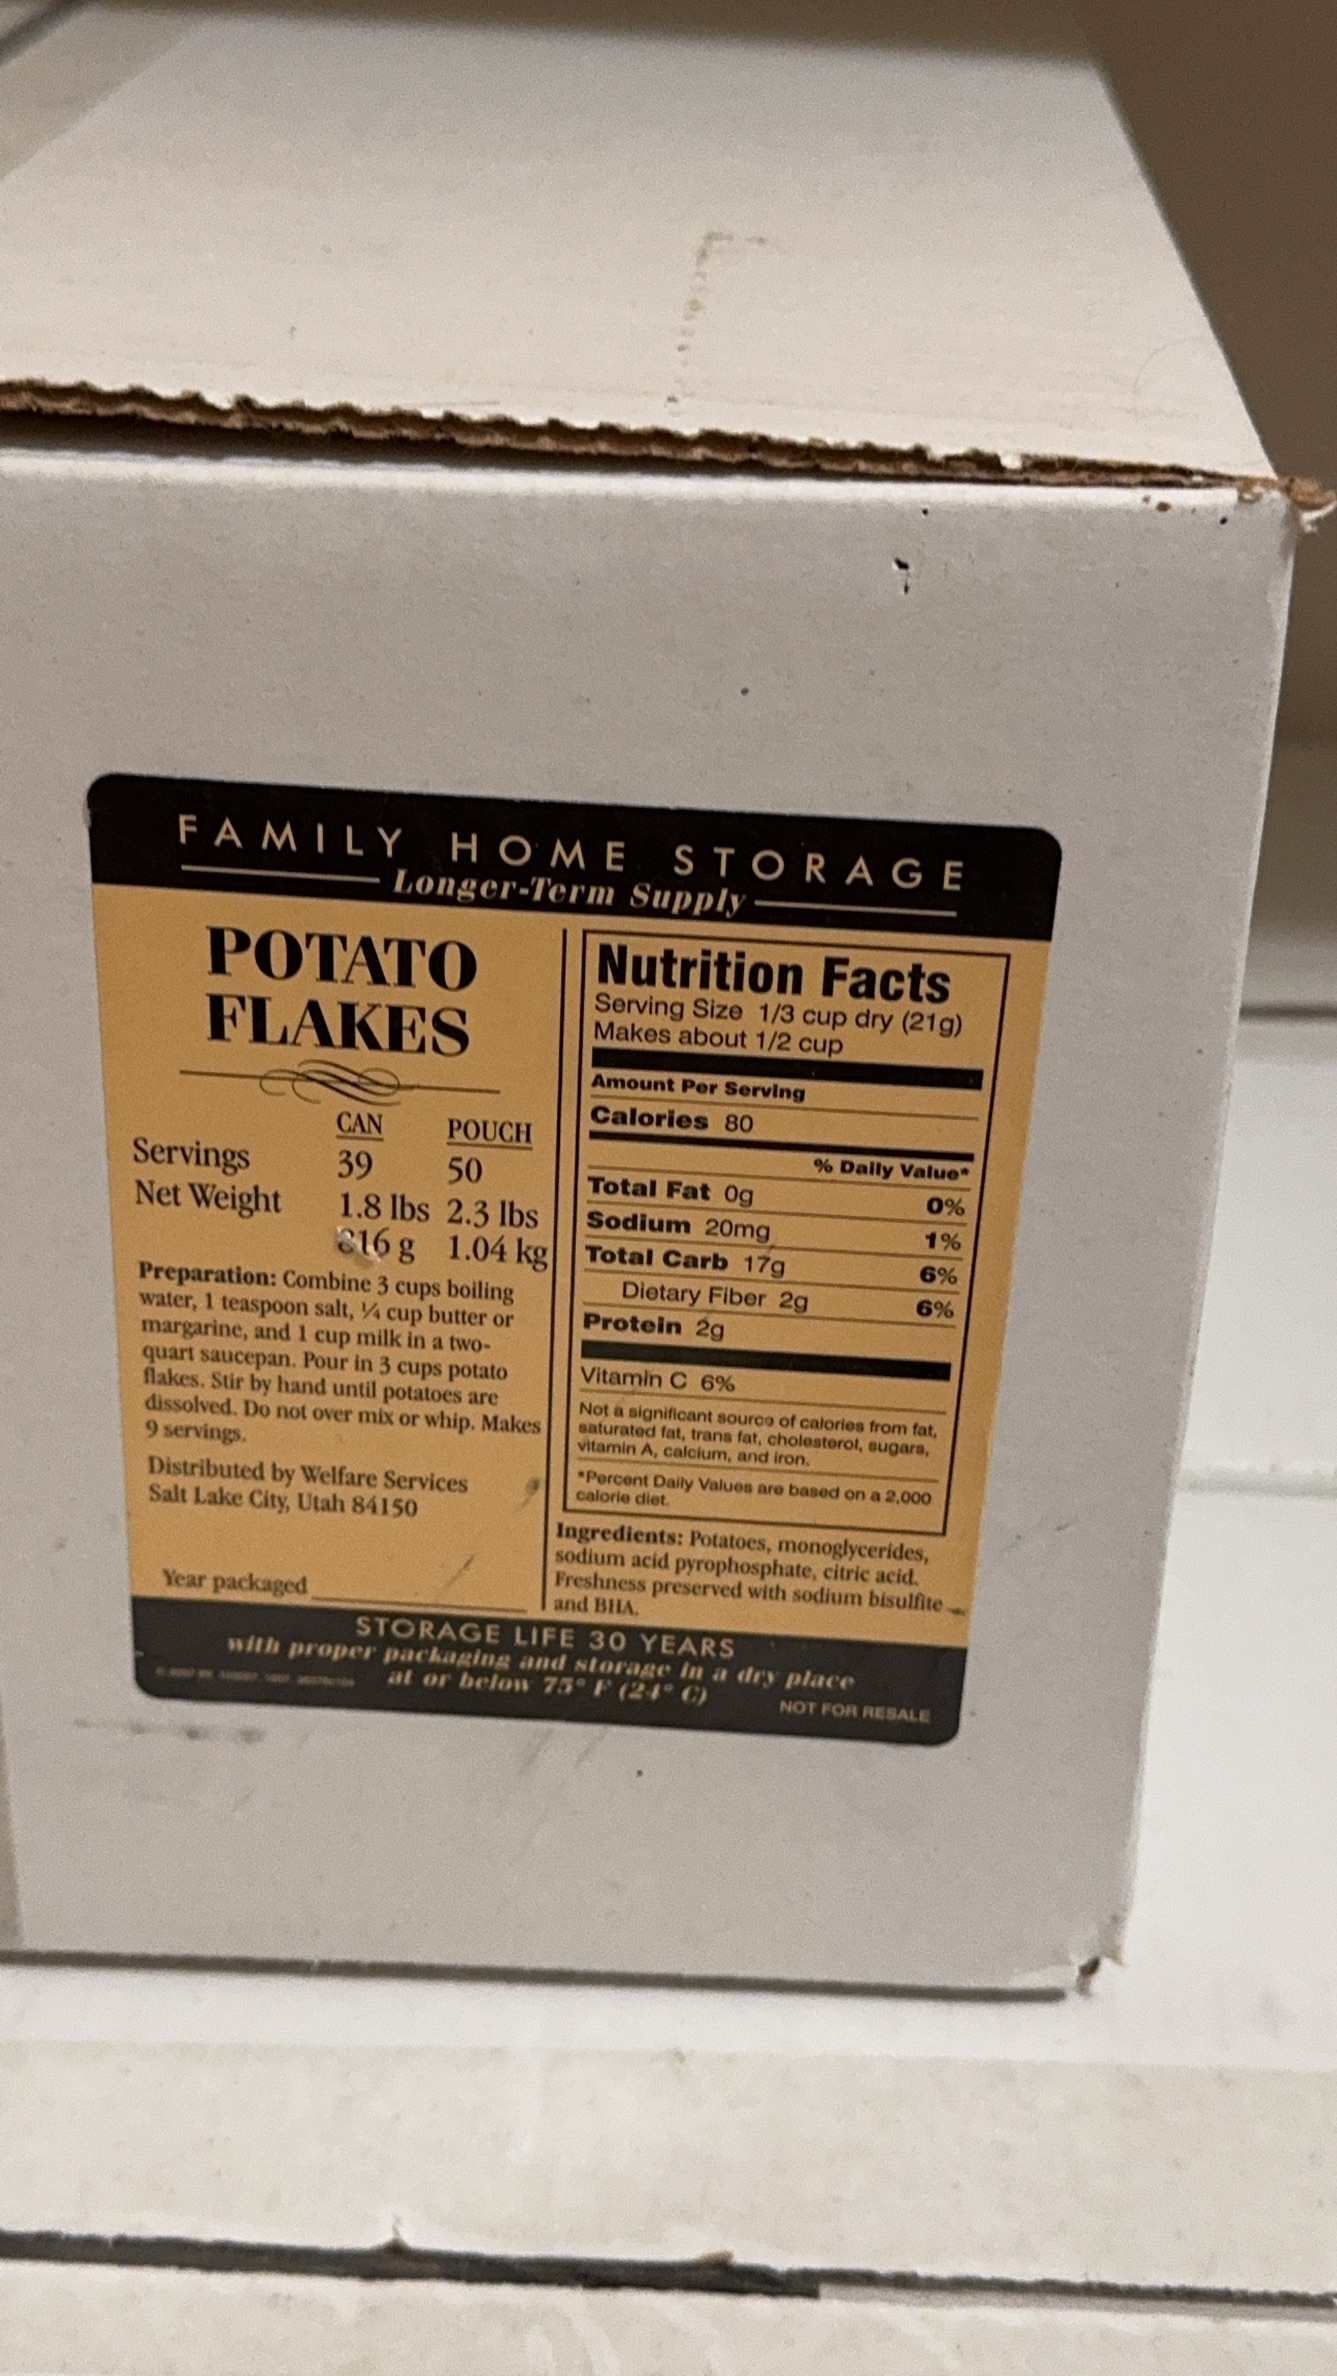 FAMILY HOME STORAGE
Longer-Term Supply
POTATO
FLAKES
CAN POUCH
Servings 39 50
Net Weight 1.8 lbs 2.3 lbs
816 g 1.04 kg
Preparation: Combine 3 cups boiling
water, 1 teaspoon salt, ¼ cup butter or
margarine, and 1 cup milk in a two-
quart saucepan. Pour in 3 cups potato
flakes. Stir by hand until potatoes are
dissolved. Do not over mix or whip. Makes
9 servings.
Distributed by Welfare Services
Salt Lake City, Utah 84150
Year packaged
Nutrition Facts
Serving Size 1/3 cup dry (21g)
Makes about 1/2 cup
Amount Per Serving
Calories 80
% Daily Value*
Total Fat 0g 0%
Sodium 20mg 1%
Total Carb 17g 6%
Dietary Fiber 2g 6%
Protein 2g
Vitamin C 6%
Not a significant source of calories from fat,
saturated fat, trans fat, cholesterol, sugars,
vitamin A, calcium, and iron.
*Percent Daily Values are based on a 2,000
calorie diet.
Ingredients: Potatoes, monoglycerides,
sodium acid pyrophosphate, citric acid.
Freshness preserved with sodium bisulfite
and BHA.
STORAGE LIFE 30 YEARS
with proper packaging and storage in a dry place
at or below 75° F (24° C)
NOT FOR RESALE